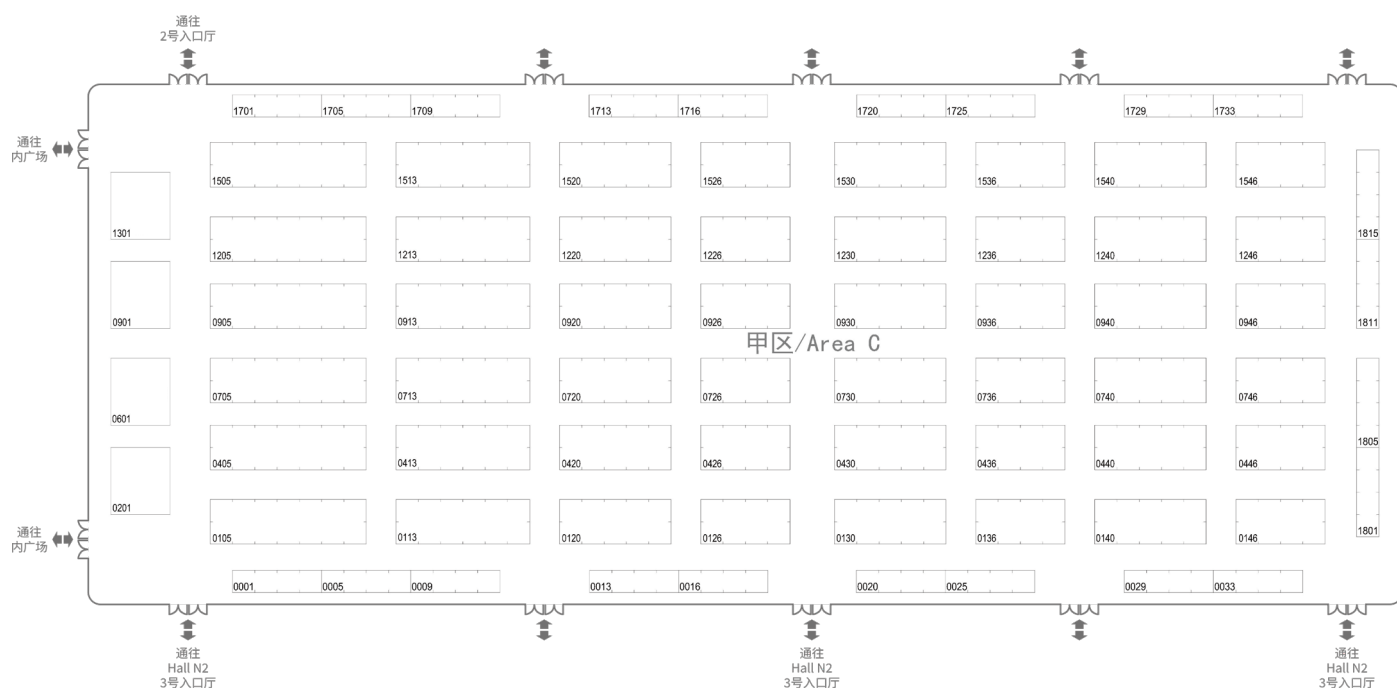 通往
2号入口厅
1701 1705 1709 1713 1716 1720 1725 1729 1733
通往
内广场
1505 1513 1520 1526 1530 1536 1540 1546
1301 1815
1205 1213 1220 1226 1230 1236 1240 1246
0901 0905 0913 0920 0926 0930 0936 0940 0946 1811
甲区/Area C
0705 0713 0720 0726 0730 0736 0740 0746
0601
1805
0405 0413 0420 0426 0430 0436 0440 0446
0201
通往
内广场
0105 0113 0120 0126 0130 0136 0140 0146 1801
0001 0005 0009 0013 0016 0020 0025 0029 0033
通往
Hall N2
3号入口厅
通往
Hall N2
3号入口厅
通往
Hall N2
3号入口厅